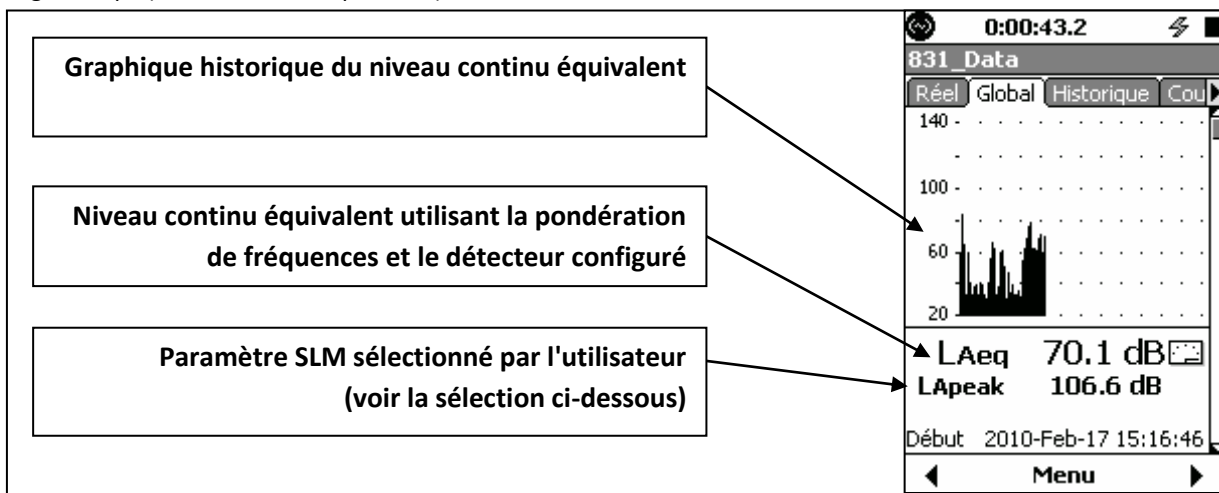 Graphique historique du niveau continu équivalent
Niveau continu équivalent utilisant la pondération
de fréquences et le détecteur configuré
Paramètre SLM sélectionné par l'utilisateur
(voir la sélection ci-dessous)
0:00:43.2
831_Data
Réel Global Historique Cou
140
100
60
20
LAeq 70.1 dB
LApeak 106.6 dB
Début 2010-Feb-17 15:16:46
Menu